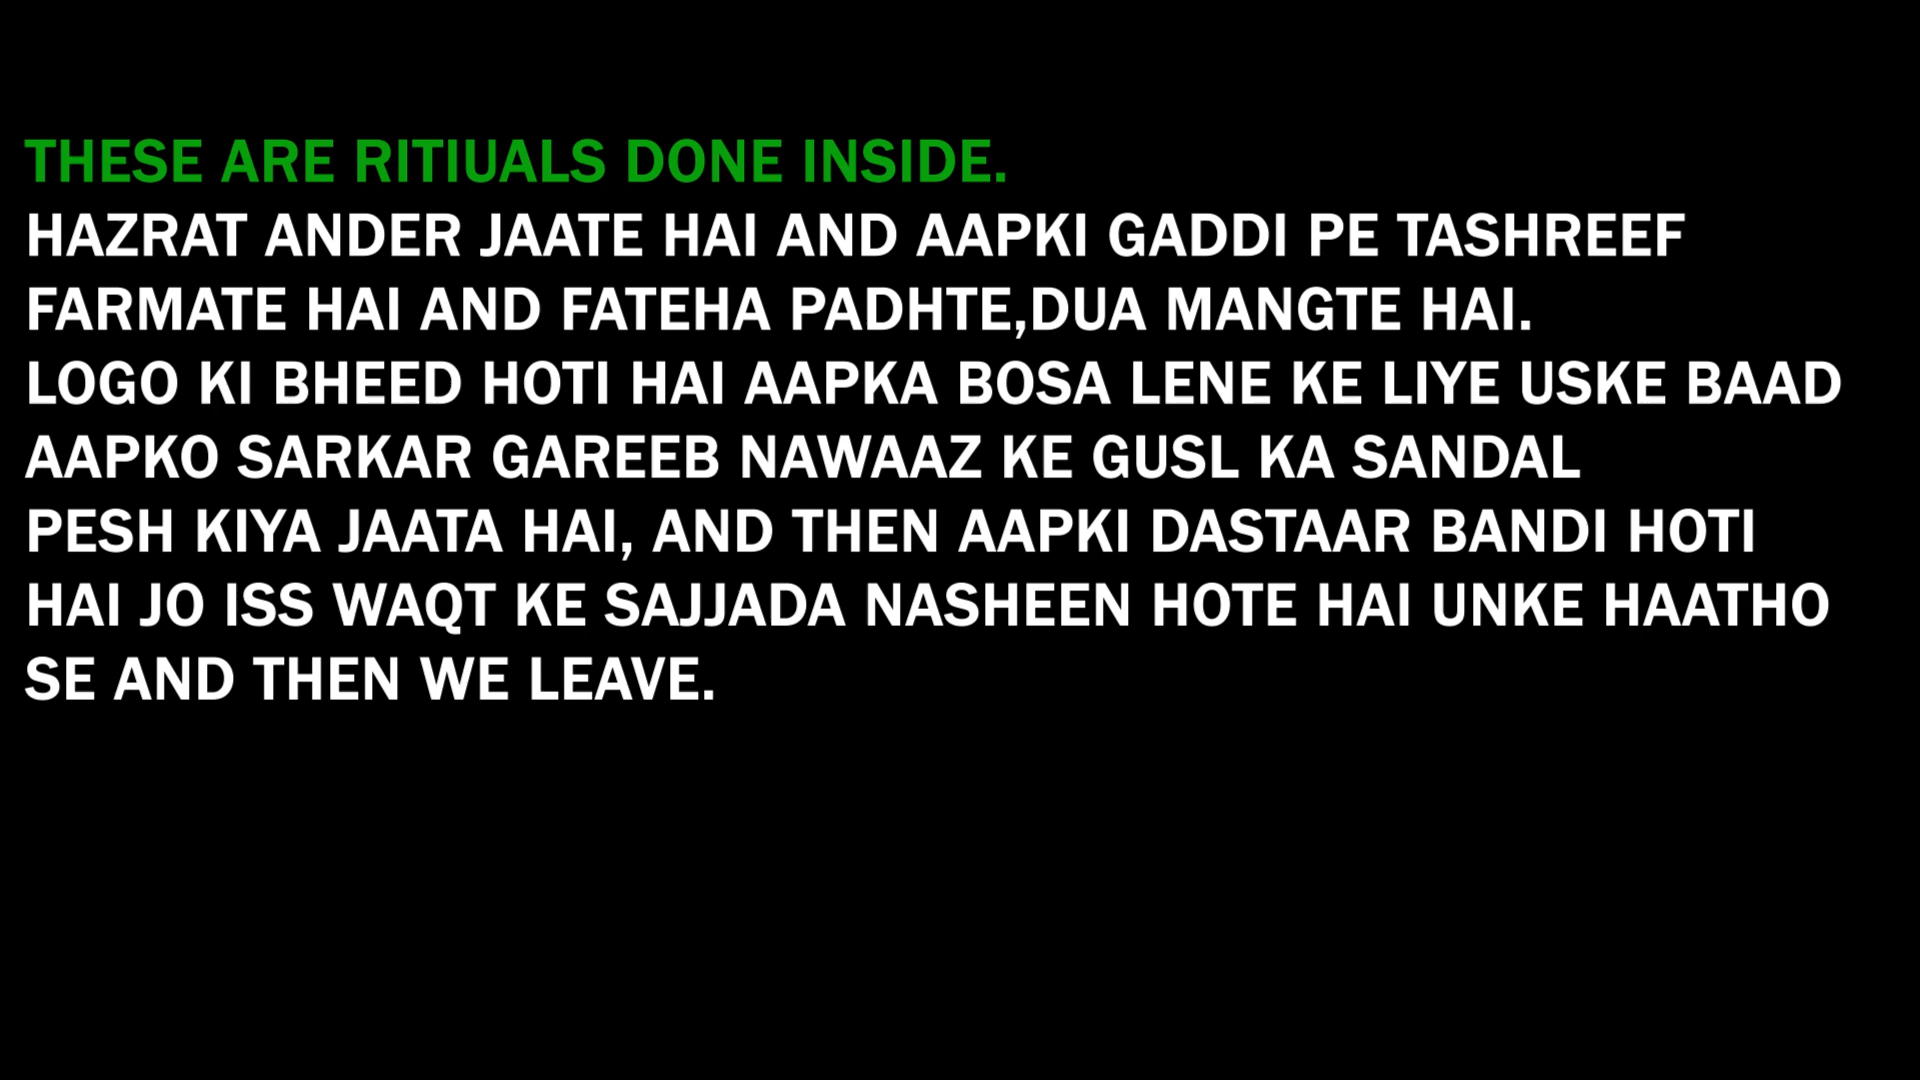 THESE ARE RITIUALS DONE INSIDE.
HAZRAT ANDER JAATE HAI AND AAPKI GADDI PE TASHREEF
FARMATE HAI AND FATEHA PADHTE,DUA MANGTE HAI.
LOGO KI BHEED HOTI HAI AAPKA BOSA LENE KE LIYE USKE BAAD
AAPKO SARKAR GAREEB NAWAAZ KE GUSL KA SANDAL
PESH KIYA JAATA HAI, AND THEN AAPKI DASTAAR BANDI HOTI
HAI JO ISS WAQT KE SAJJADA NASHEEN HOTE HAI UNKE HAATHO
SE AND THEN WE LEAVE.